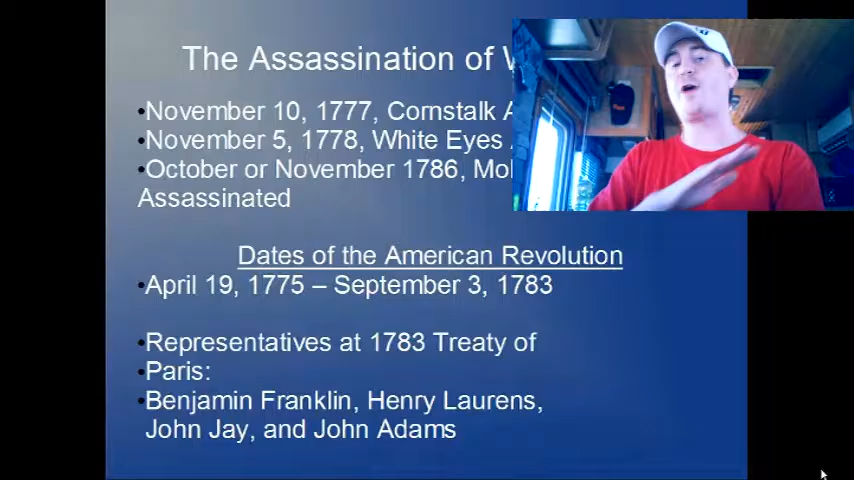 The Assassination of
•November 10, 1777, Cornstalk
•November 5, 1778, White Eyes
•October or November 1786,
Assassinated
Dates of the American Revolution
•April 19, 1775 – September 3, 1783
•Representatives at 1783 Treaty of
•Paris:
•Benjamin Franklin, Henry Laurens,
John Jay, and John Adams